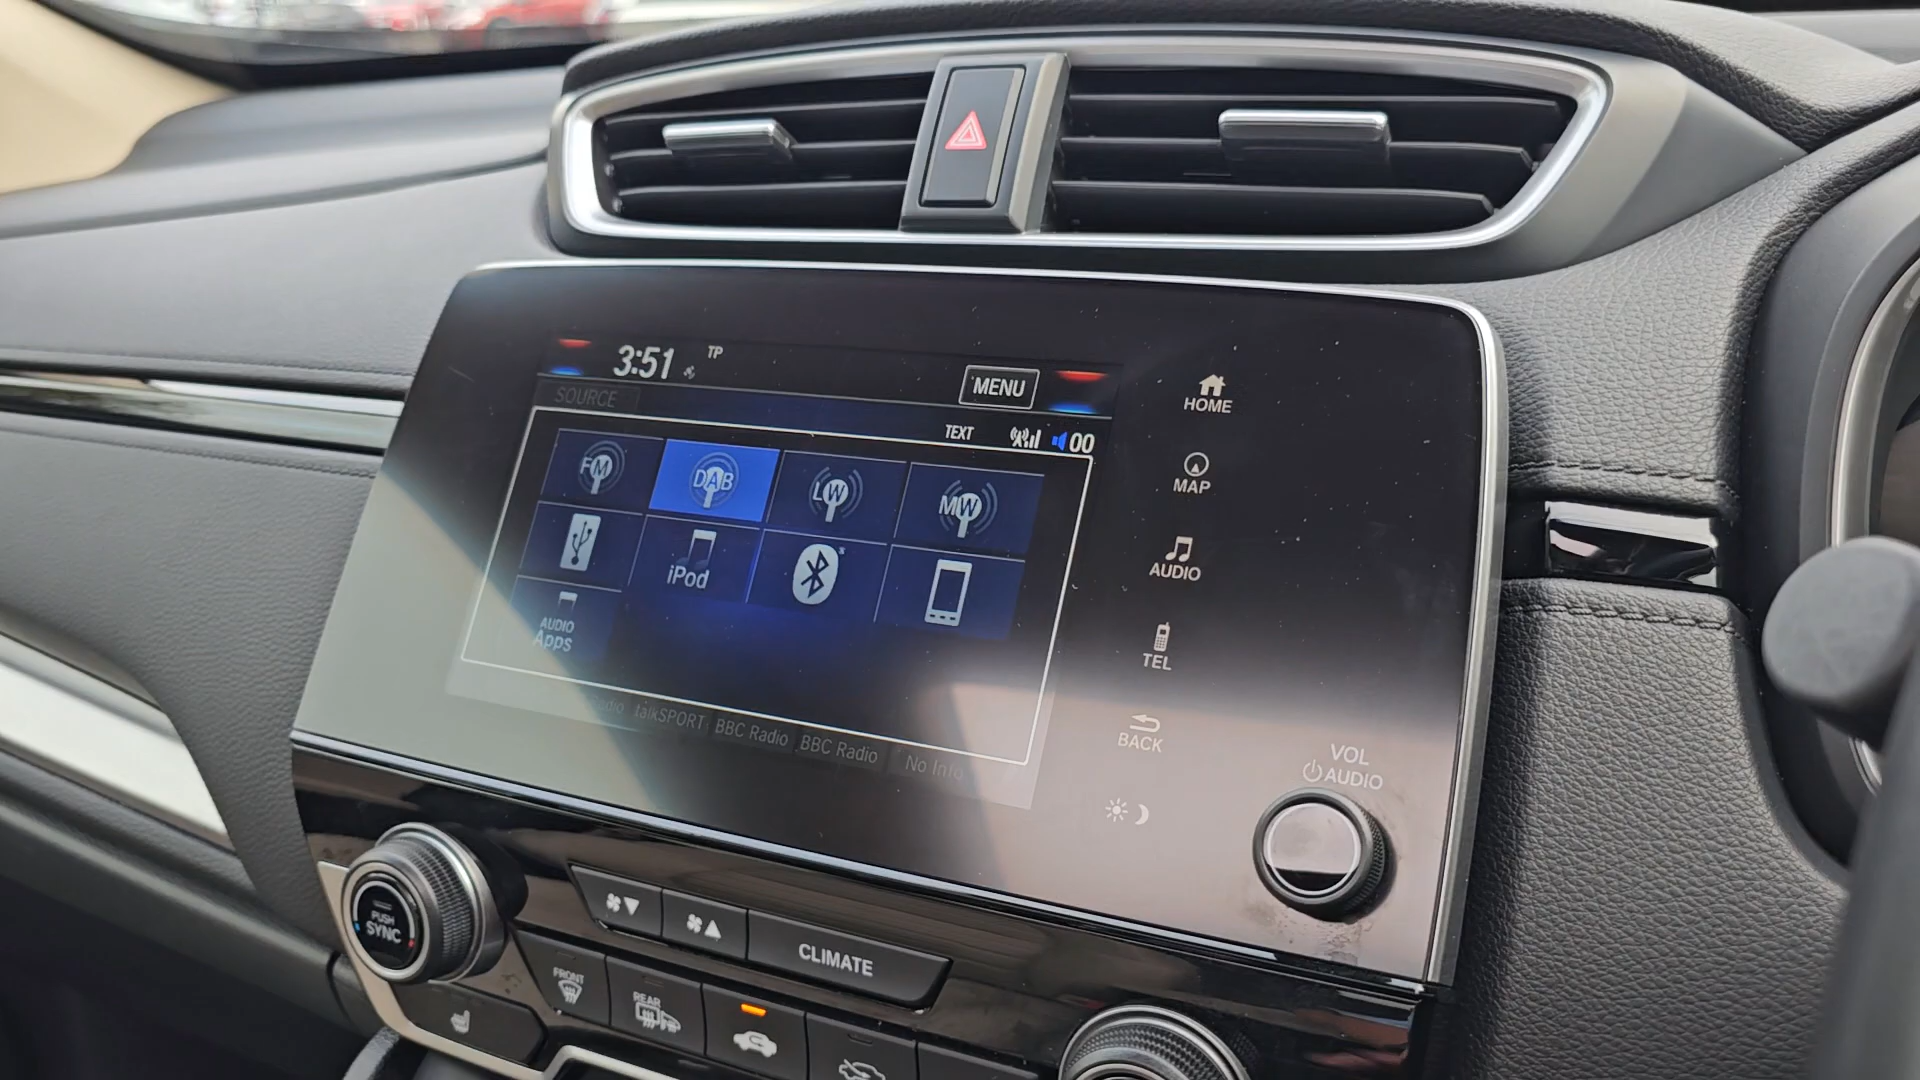 3:51 TP
MENU
SOURCE
TEXT 00
FM DAB LW MW
iPod
AUDIO
Apps
talkSPORT BBC Radio BBC Radio No Info
HOME
MAP
AUDIO
TEL
BACK
VOL
AUDIO
PUSH
SYNC
CLIMATE
FRONT
REAR